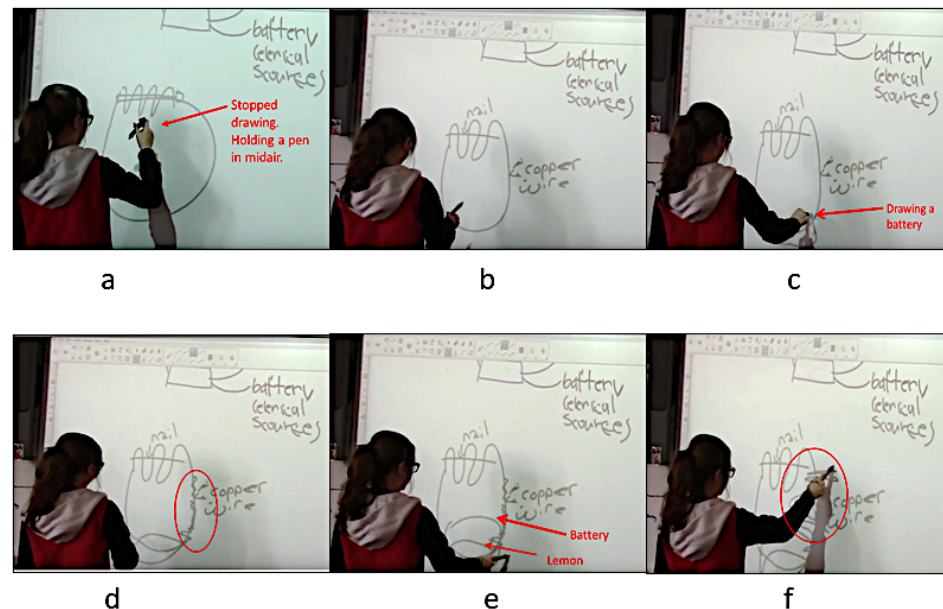 battery
(elerical
Scources)
Stopped
drawing.
Holding a pen
in midair.
a
battery
(elerical
Scources)
nail
copper
wire
b
battery
(elerical
Scources)
nail
copper
wire
Drawing a
battery
c
battery
(elerical
Scources)
nail
copper
wire
d
battery
(elerical
Scources)
nail
copper
wire
Battery
Lemon
e
battery
(elerical
Scources)
nail
copper
wire
f